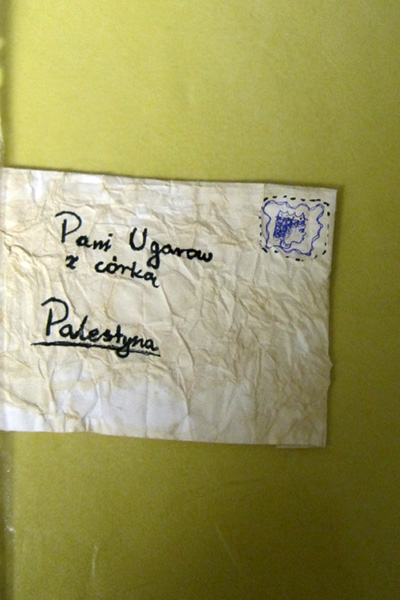 Pani Ugarow
z córką
Palestyna